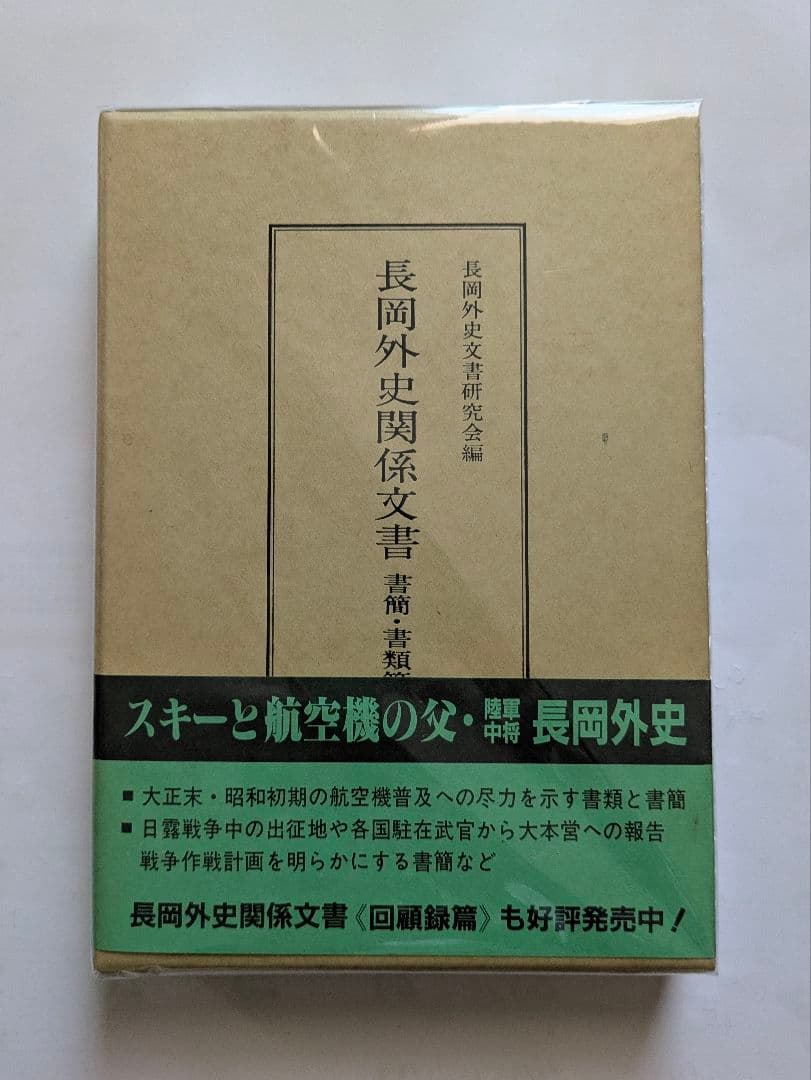 長岡外史文書研究会編
長岡外史関係文書 書簡・書類
スキーと航空機の父・陸軍中将 長岡外史
■ 大正末・昭和初期の航空機普及への尽力を示す書類と書簡
■ 日露戦争中の出征地や各国駐在武官から大本営への報告
戦争作戦計画を明らかにする書簡など
長岡外史関係文書《回顧録篇》も好評発売中!